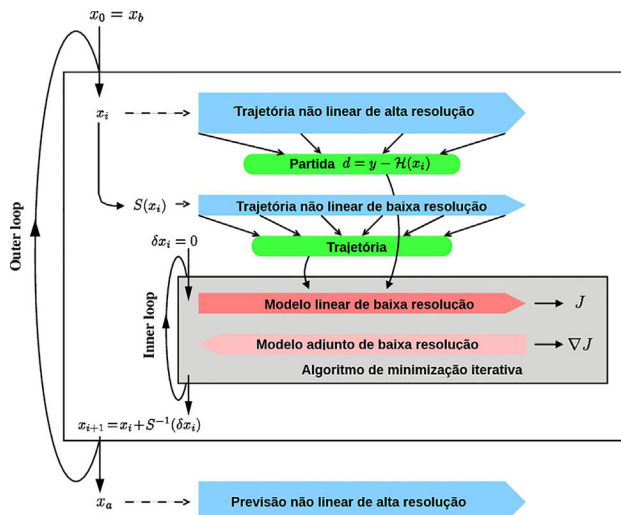 x₀ = x_b
x_i
Trajetória não linear de alta resolução
Partida d = y − ℋ(x_i)
S(x_i)
Trajetória não linear de baixa resolução
Trajetória
δx_i = 0
Outer loop
Inner loop
Modelo linear de baixa resolução
J
Modelo adjunto de baixa resolução
∇J
Algoritmo de minimização iterativa
x_{i+1} = x_i + S⁻¹(δx_i)
x_a
Previsão não linear de alta resolução